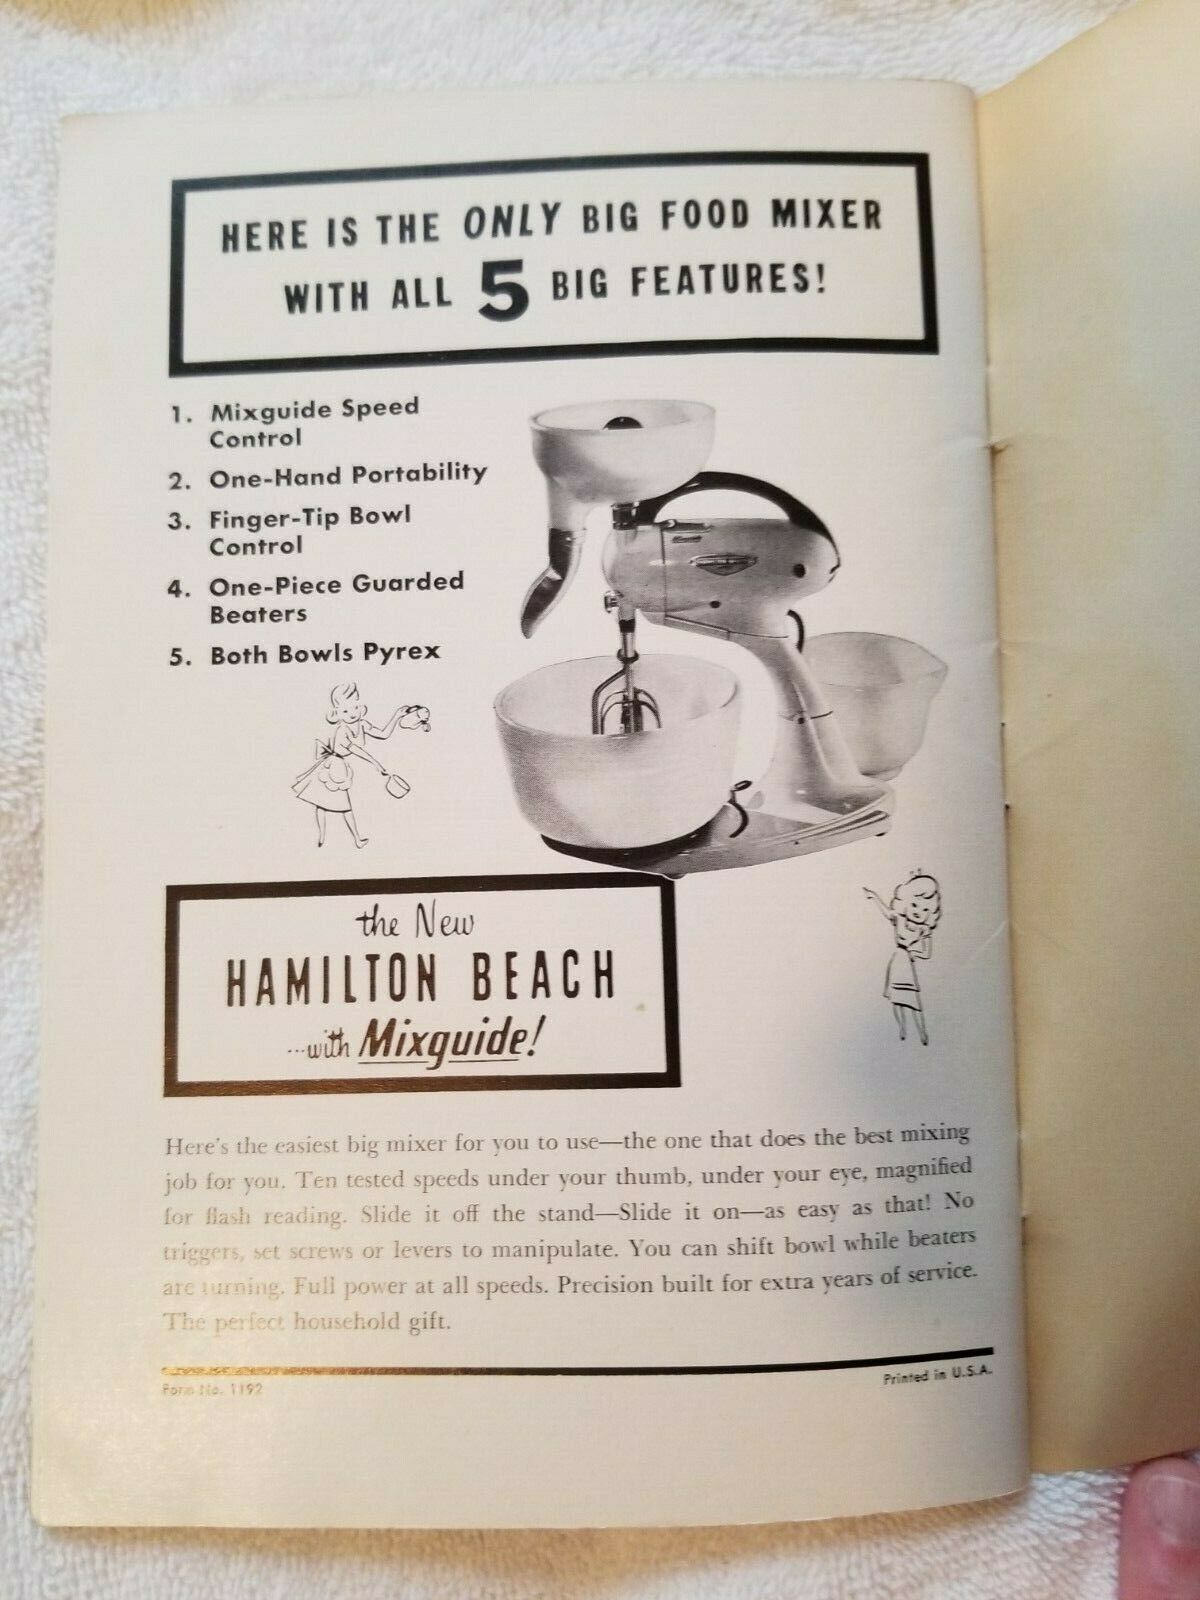 HERE IS THE ONLY BIG FOOD MIXER
WITH ALL 5 BIG FEATURES!
1. Mixguide Speed
Control
2. One-Hand Portability
3. Finger-Tip Bowl
Control
4. One-Piece Guarded
Beaters
5. Both Bowls Pyrex
the New
HAMILTON BEACH
...with Mixguide!
Here's the easiest big mixer for you to use—the one that does the best mixing
job for you. Ten tested speeds under your thumb, under your eye, magnified
for flash reading. Slide it off the stand—Slide it on—as easy as that! No
triggers, set screws or levers to manipulate. You can shift bowl while beaters
are turning. Full power at all speeds. Precision built for extra years of service.
The perfect household gift.
Form No. 1192
Printed in U.S.A.